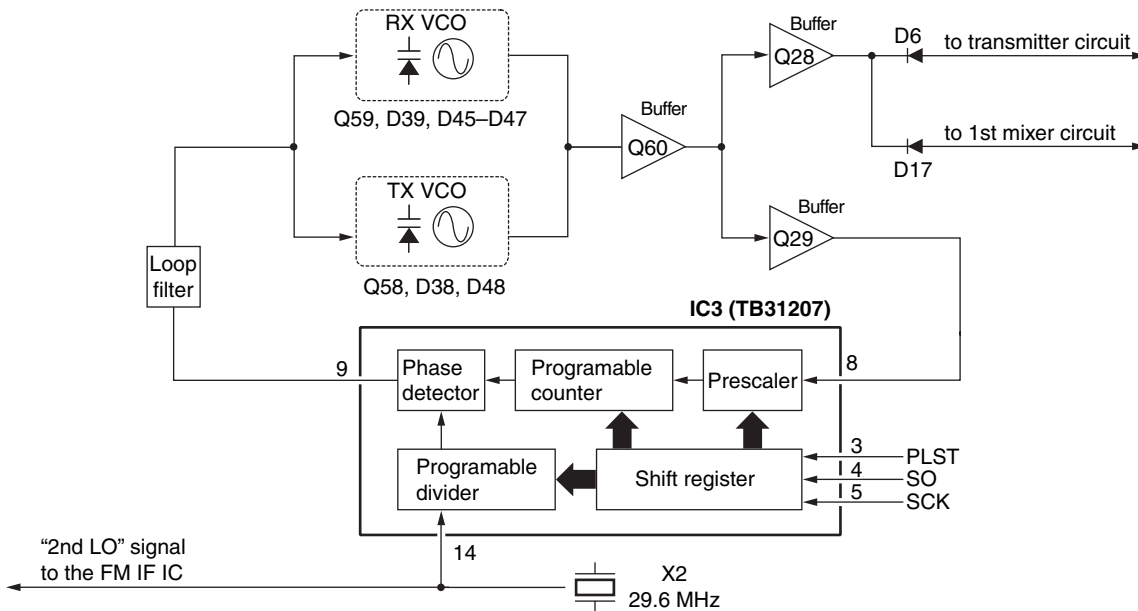 RX VCO
Q59, D39, D45–D47
TX VCO
Q58, D38, D48
Loop
filter
Buffer
Q60
Buffer
Q28
D6
to transmitter circuit
to 1st mixer circuit
D17
Buffer
Q29
IC3 (TB31207)
9
Phase
detector
Programable
counter
Prescaler
8
Programable
divider
Shift register
3
PLST
4
SO
5
SCK
14
“2nd LO” signal
to the FM IF IC
X2
29.6 MHz